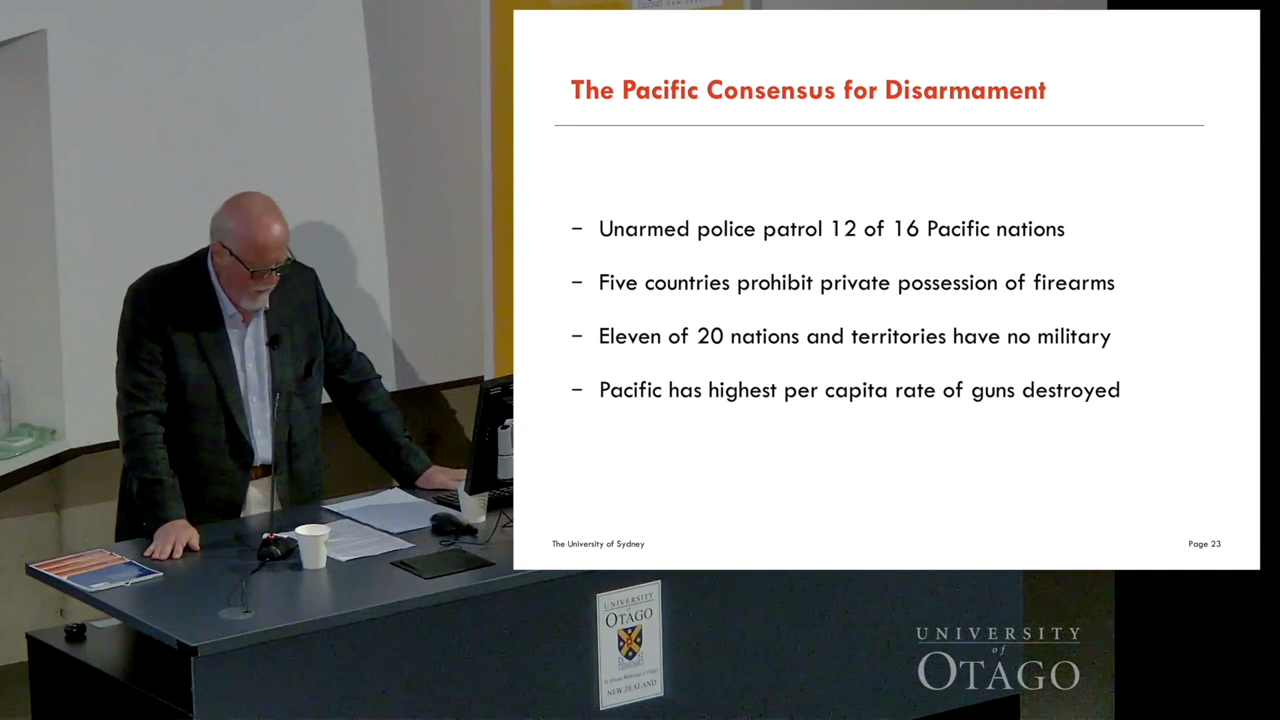 The Pacific Consensus for Disarmament
– Unarmed police patrol 12 of 16 Pacific nations
– Five countries prohibit private possession of firearms
– Eleven of 20 nations and territories have no military
– Pacific has highest per capita rate of guns destroyed
The University of Sydney
Page 23
UNIVERSITY
of
OTAGO
NEW ZEALAND
UNIVERSITY
of
OTAGO